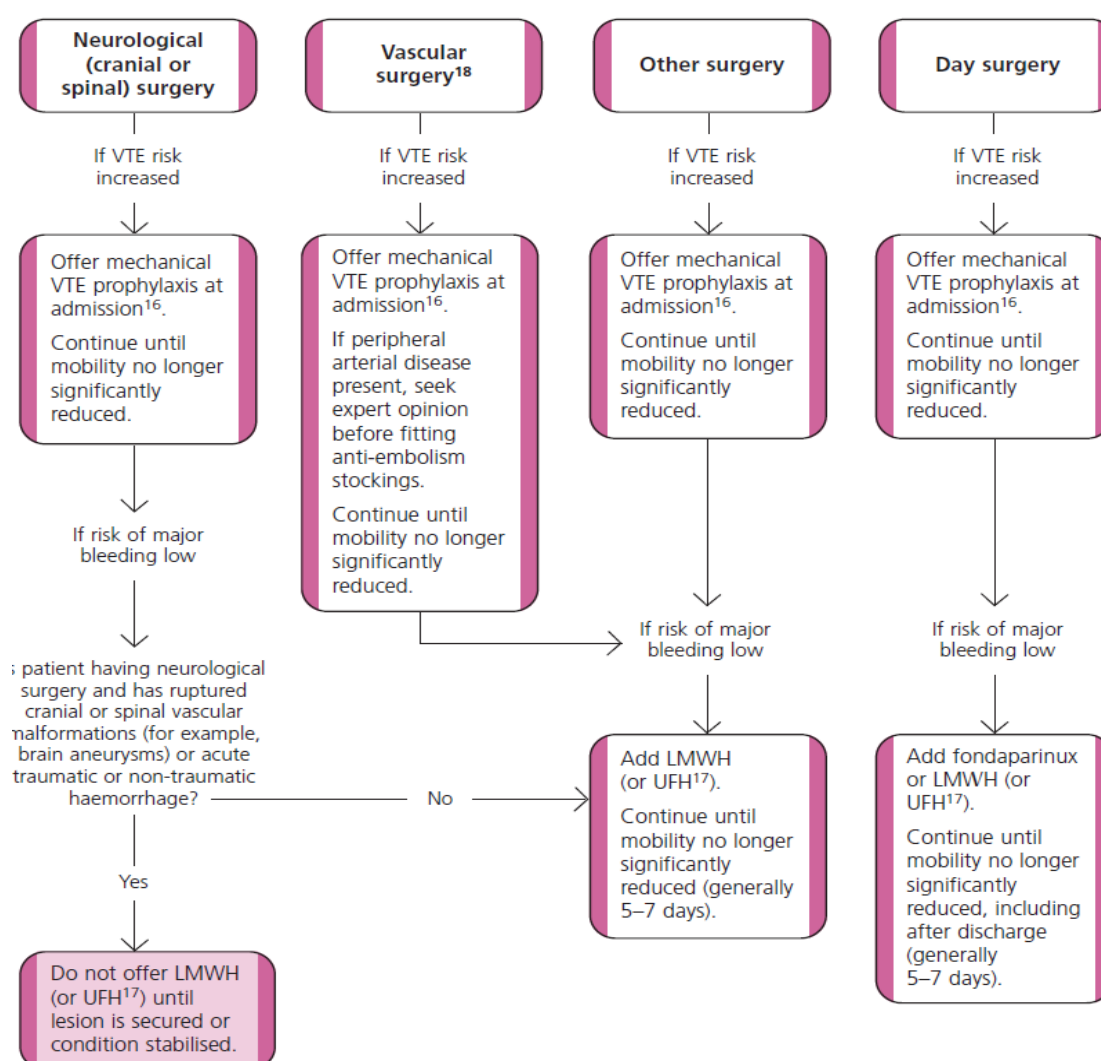 Neurological
(cranial or
spinal) surgery
If VTE risk
increased
Offer mechanical
VTE prophylaxis at
admission16.
Continue until
mobility no longer
significantly
reduced.
If risk of major
bleeding low
s patient having neurological
surgery and has ruptured
cranial or spinal vascular
malformations (for example,
brain aneurysms) or acute
traumatic or non-traumatic
haemorrhage?
No
Yes
Do not offer LMWH
(or UFH17) until
lesion is secured or
condition stabilised.
Vascular
surgery18
If VTE risk
increased
Offer mechanical
VTE prophylaxis at
admission16.
If peripheral
arterial disease
present, seek
expert opinion
before fitting
anti-embolism
stockings.
Continue until
mobility no longer
significantly
reduced.
Other surgery
If VTE risk
increased
Offer mechanical
VTE prophylaxis at
admission16.
Continue until
mobility no longer
significantly
reduced.
If risk of major
bleeding low
Add LMWH
(or UFH17).
Continue until
mobility no longer
significantly
reduced (generally
5–7 days).
Day surgery
If VTE risk
increased
Offer mechanical
VTE prophylaxis at
admission16.
Continue until
mobility no longer
significantly
reduced.
If risk of major
bleeding low
Add fondaparinux
or LMWH (or
UFH17).
Continue until
mobility no longer
significantly
reduced, including
after discharge
(generally
5–7 days).